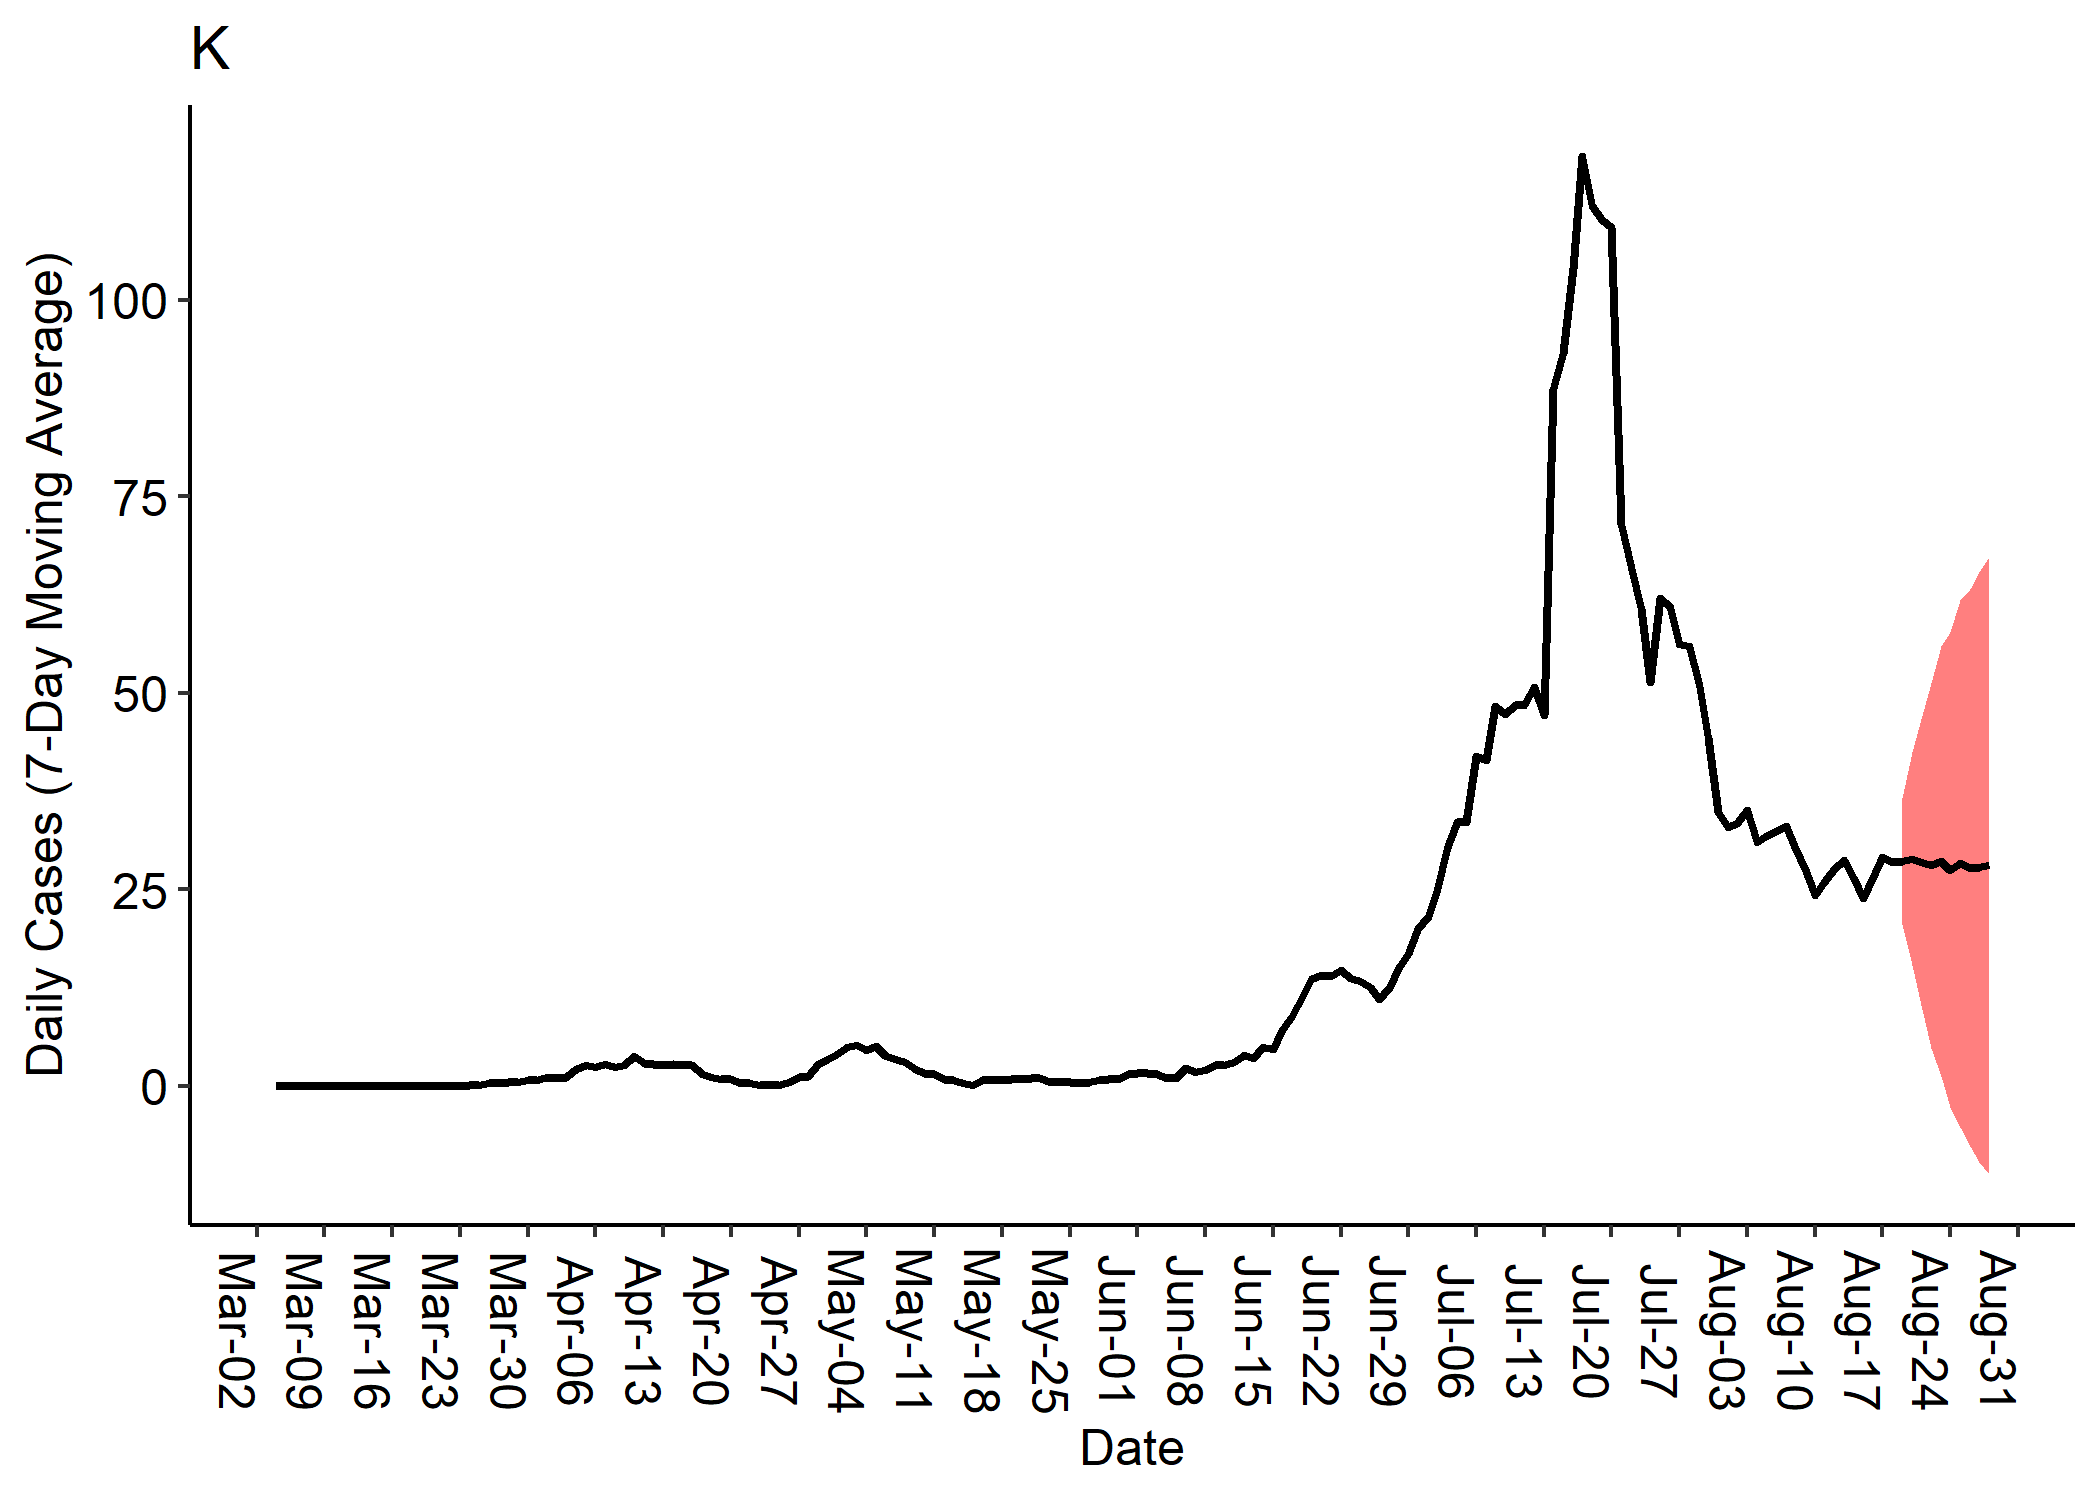 K
Daily Cases (7-Day Moving Average)
100
75
50
25
0
Mar-02
Mar-09
Mar-16
Mar-23
Mar-30
Apr-06
Apr-13
Apr-20
Apr-27
May-04
May-11
May-18
May-25
Jun-01
Jun-08
Jun-15
Jun-22
Jun-29
Jul-06
Jul-13
Jul-20
Jul-27
Aug-03
Aug-10
Aug-17
Aug-24
Aug-31
Date